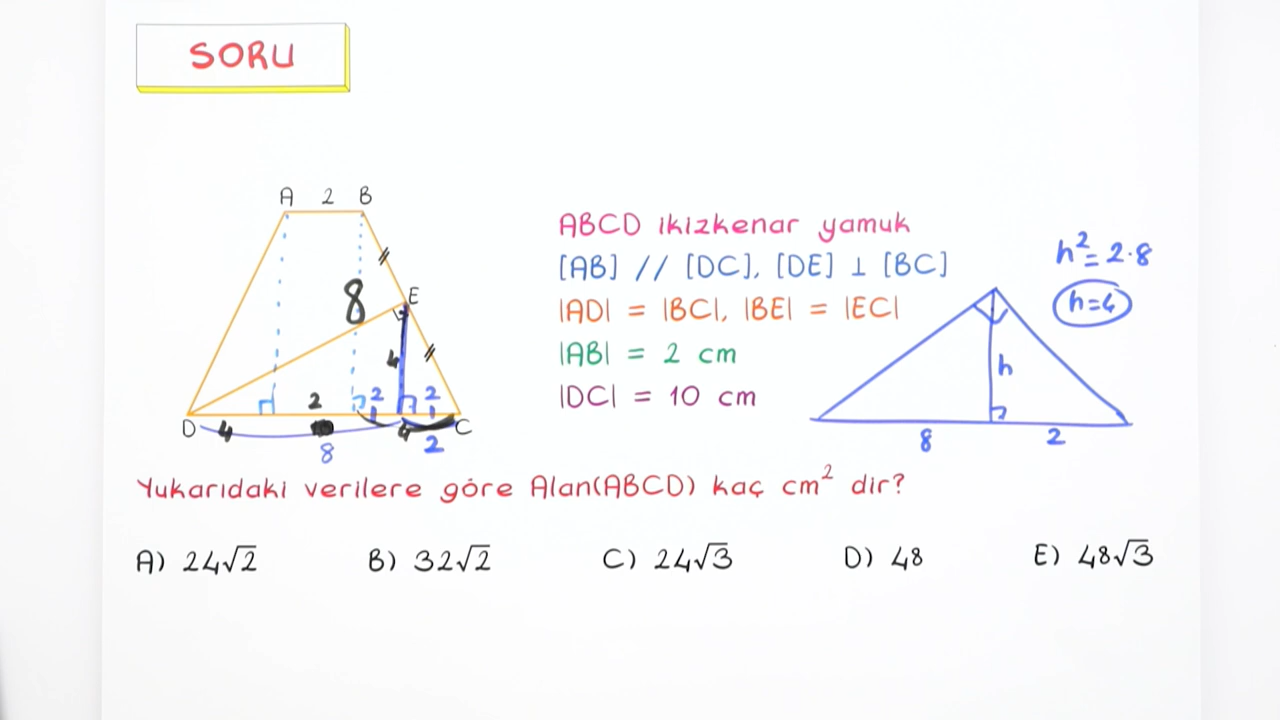 SORU
A 2 B
8
E
4
2 2 2
D 4 10 4 C
8 2
ABCD ikizkenar yamuk
[AB] // [DC], [DE] ⊥ [BC]
|AD| = |BC|, |BE| = |EC|
|AB| = 2 cm
|DC| = 10 cm
h² = 2·8
h=4
h
8 2
Yukarıdaki verilere göre Alan(ABCD) kaç cm² dir?
A) 24√2 B) 32√2 C) 24√3 D) 48 E) 48√3